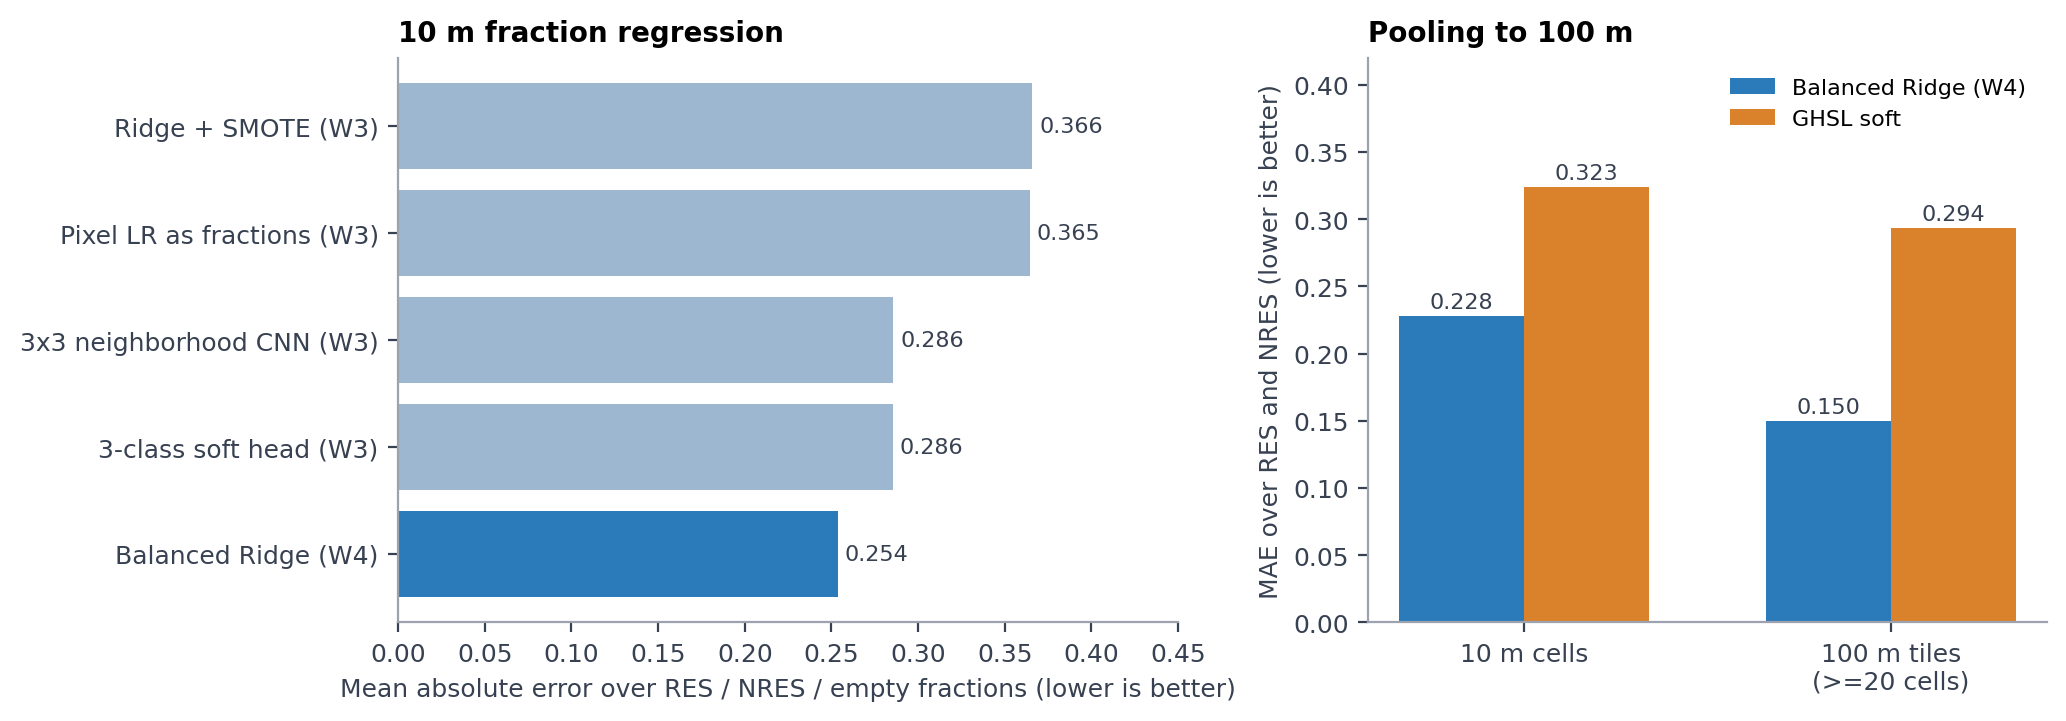 10 m fraction regression
Ridge + SMOTE (W3)
0.366
Pixel LR as fractions (W3)
0.365
3x3 neighborhood CNN (W3)
0.286
3-class soft head (W3)
0.286
Balanced Ridge (W4)
0.254
0.00 0.05 0.10 0.15 0.20 0.25 0.30 0.35 0.40 0.45
Mean absolute error over RES / NRES / empty fractions (lower is better)
Pooling to 100 m
MAE over RES and NRES (lower is better)
0.40
0.35
0.30
0.25
0.20
0.15
0.10
0.05
0.00
Balanced Ridge (W4)
GHSL soft
0.228
0.323
0.150
0.294
10 m cells
100 m tiles
(>=20 cells)